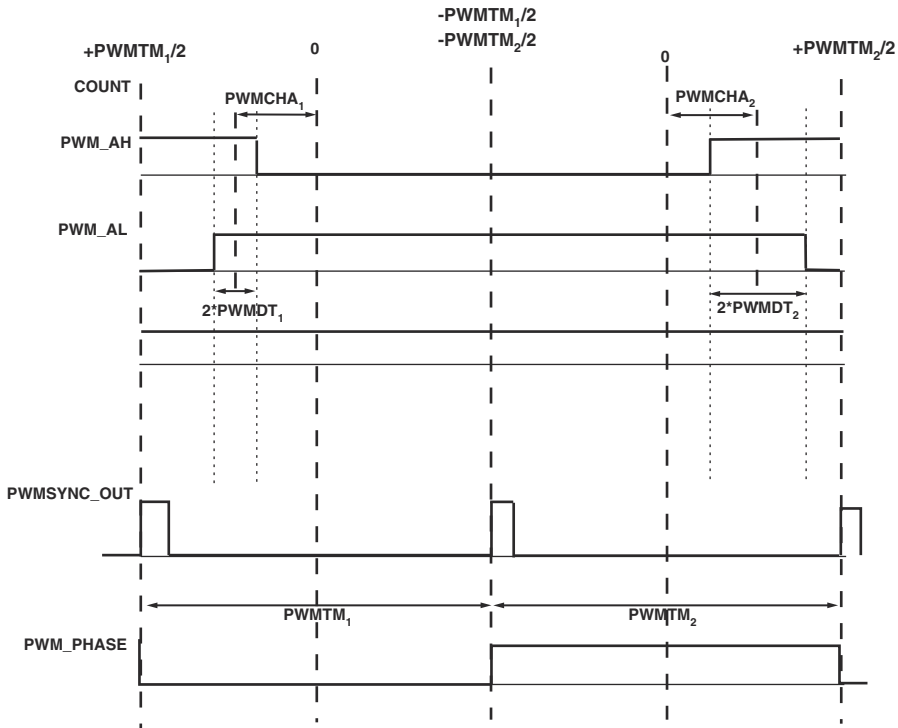 -PWMTM₁/2
+PWMTM₁/2 0 -PWMTM₂/2 0 +PWMTM₂/2
COUNT
PWMCHA₁ PWMCHA₂
PWM_AH
PWM_AL
2*PWMDT₁ 2*PWMDT₂
PWMSYNC_OUT
PWMTM₁ PWMTM₂
PWM_PHASE